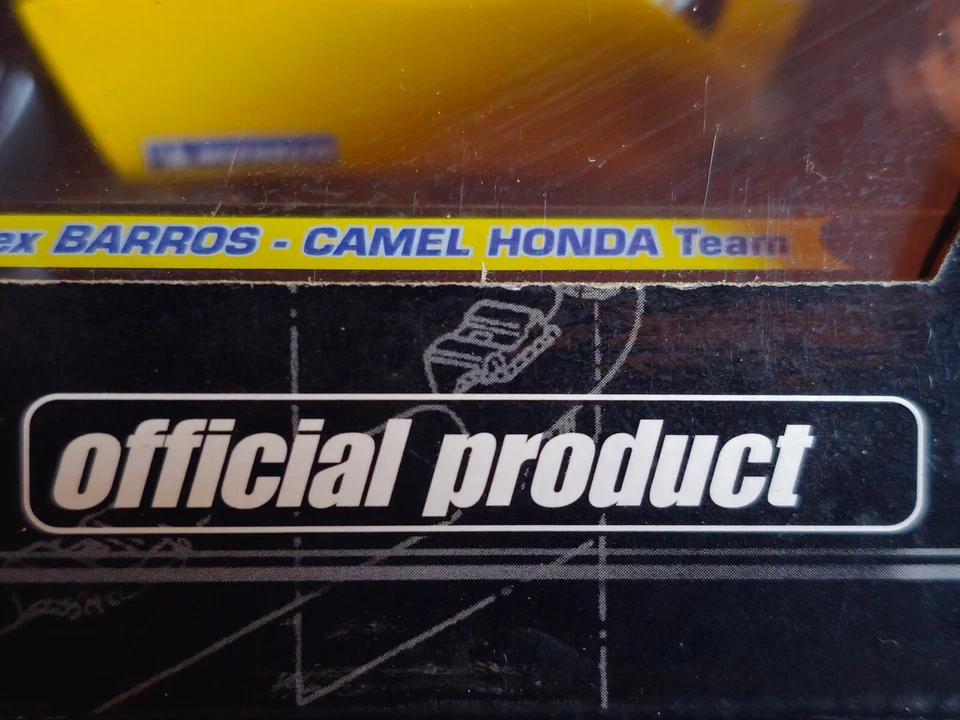 ex BARROS - CAMEL HONDA Team
official product